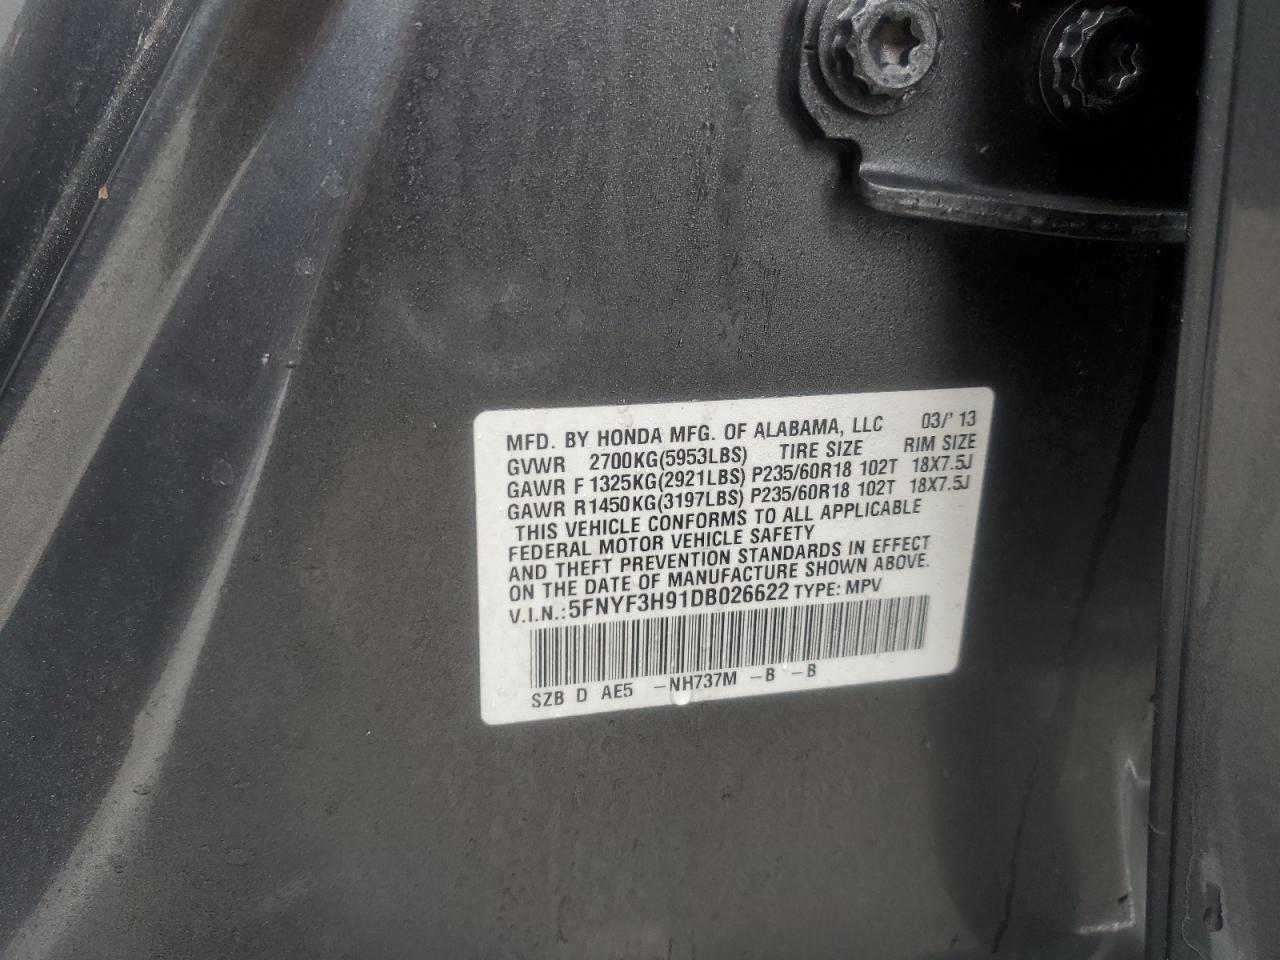 MFD. BY HONDA MFG. OF ALABAMA, LLC 03/'13
GVWR 2700KG(5953LBS) TIRE SIZE RIM SIZE
GAWR F 1325KG(2921LBS) P235/60R18 102T 18X7.5J
GAWR R 1450KG(3197LBS) P235/60R18 102T 18X7.5J
THIS VEHICLE CONFORMS TO ALL APPLICABLE
FEDERAL MOTOR VEHICLE SAFETY
AND THEFT PREVENTION STANDARDS IN EFFECT
ON THE DATE OF MANUFACTURE SHOWN ABOVE.
V.I.N.:5FNYF3H91DB026622 TYPE: MPV
SZB D AE5 -NH737M -B -B